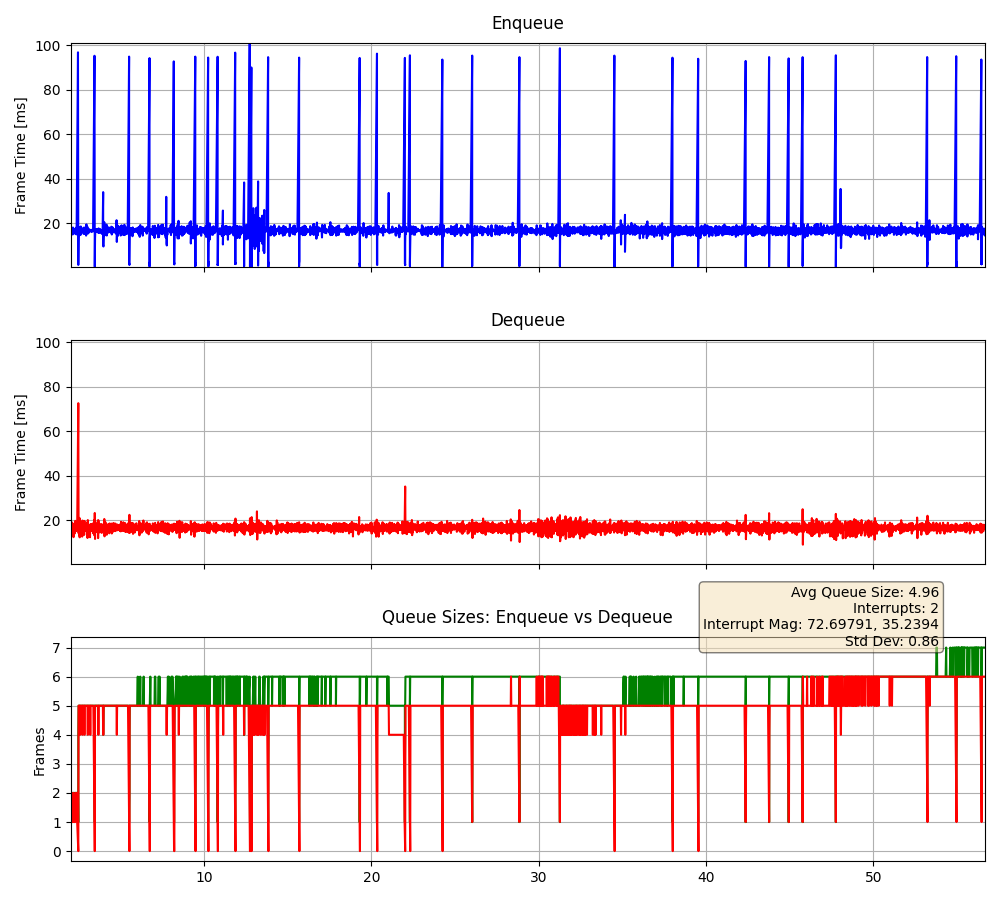 Enqueue
Frame Time [ms]
100
80
60
40
20
Dequeue
Frame Time [ms]
100
80
60
40
20
Avg Queue Size: 4.96
Interrupts: 2
Interrupt Mag: 72.69791, 35.2394
Std Dev: 0.86
Queue Sizes: Enqueue vs Dequeue
Frames
7
6
5
4
3
2
1
0
10 20 30 40 50